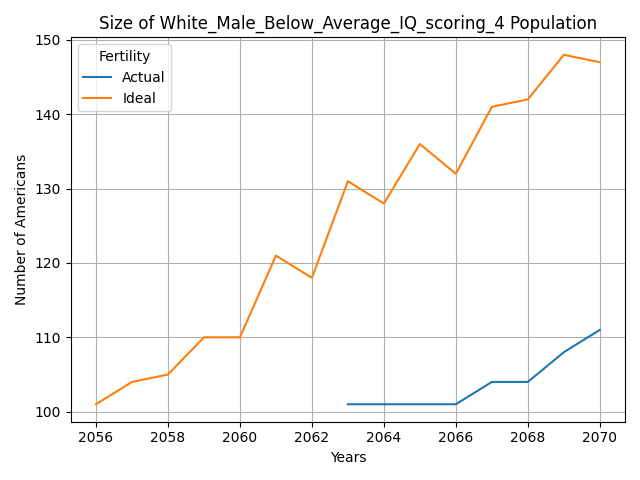 Size of White_Male_Below_Average_IQ_scoring_4 Population
Fertility
Actual
Ideal
Number of Americans
150
140
130
120
110
100
2056 2058 2060 2062 2064 2066 2068 2070
Years